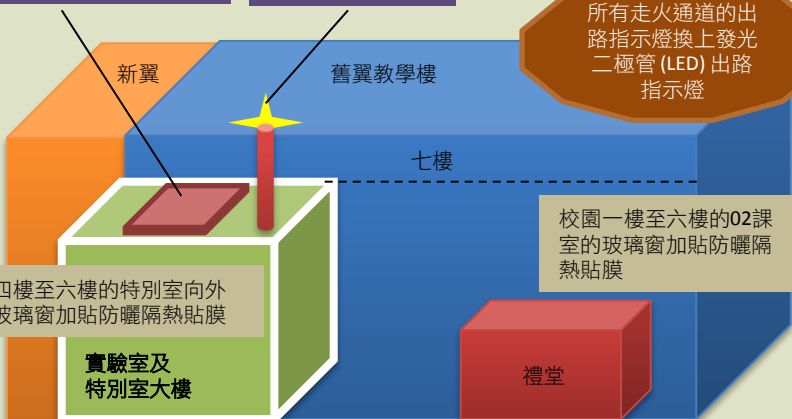 所有走火通道的出
路指示燈換上發光
二極管 (LED) 出路
指示燈
新翼
舊翼教學樓
七樓
校園一樓至六樓的02課
室的玻璃窗加貼防曬隔
熱貼膜
四樓至六樓的特別室向外
玻璃窗加貼防曬隔熱貼膜
實驗室及
特別室大樓
禮堂